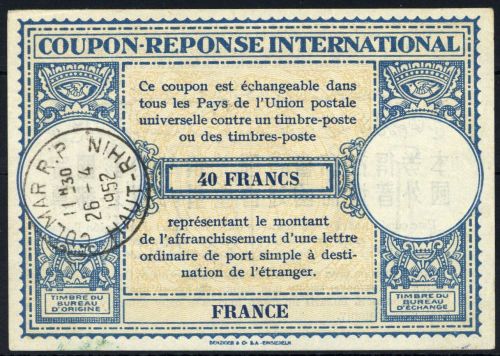 COUPON-REPONSE INTERNATIONAL
Ce coupon est échangeable dans
tous les Pays de l'Union postale
universelle contre un timbre-poste
ou des timbres-poste
COLMAR R.P.
HAUT-RHIN
11H30
26-4
1952
40 FRANCS
représentant le montant
de l'affranchissement d'une lettre
ordinaire de port simple à desti-
nation de l'étranger.
TIMBRE DU
BUREAU
D'ORIGINE
FRANCE
TIMBRE DU
BUREAU
D'ÉCHANGE
BENZIGER & Co S.A. - EINSIEDELN